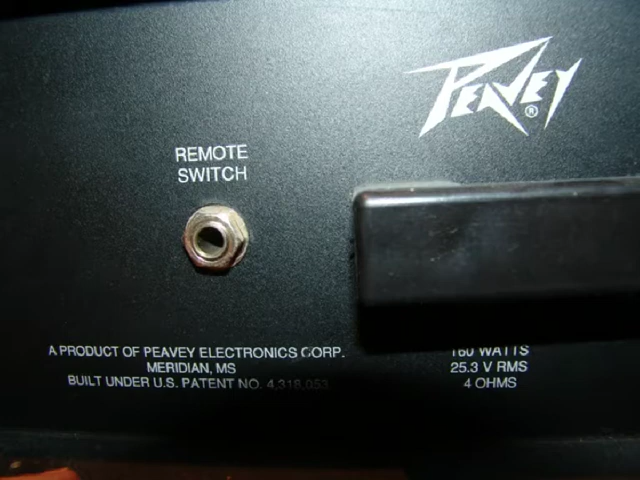 PEAVEY®
REMOTE
SWITCH
A PRODUCT OF PEAVEY ELECTRONICS CORP.
MERIDIAN, MS
BUILT UNDER U.S. PATENT NO. 4,318,053
160 WATTS
25.3 V RMS
4 OHMS